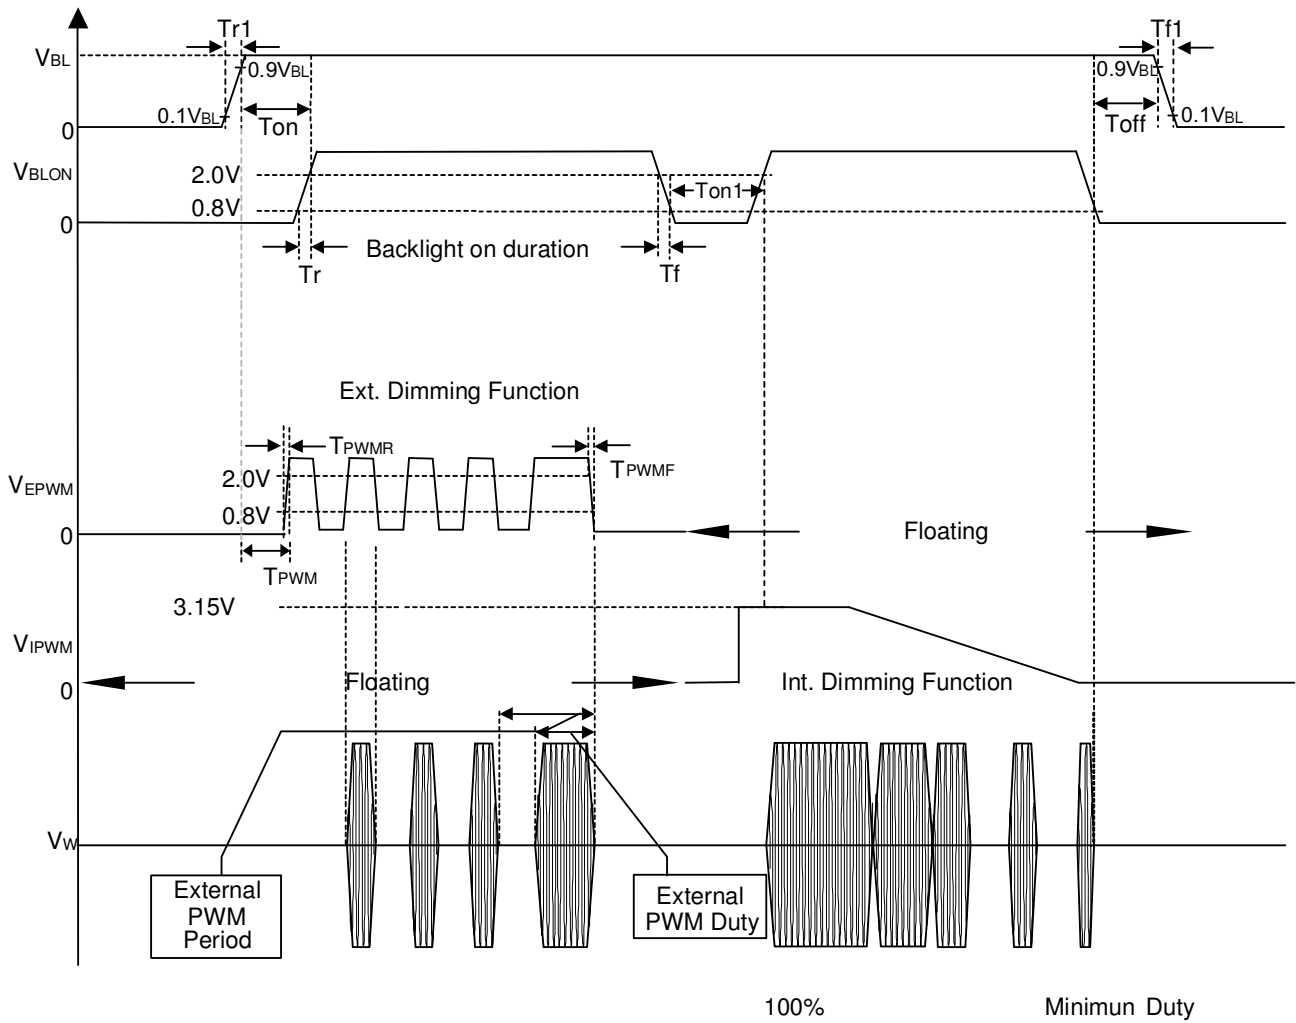 Tr1
Tf1
VBL
0.9VBL
0.9VBL
0.1VBL
Ton
Toff
0.1VBL
0
VBLON
2.0V
Ton1
0.8V
0
Backlight on duration
Tr
Tf
Ext. Dimming Function
TPWMR
TPWMF
2.0V
VEPWM
0.8V
0
Floating
TPWM
3.15V
VIPWM
0
Floating
Int. Dimming Function
VW
External
PWM
Period
External
PWM Duty
100%
Minimun Duty